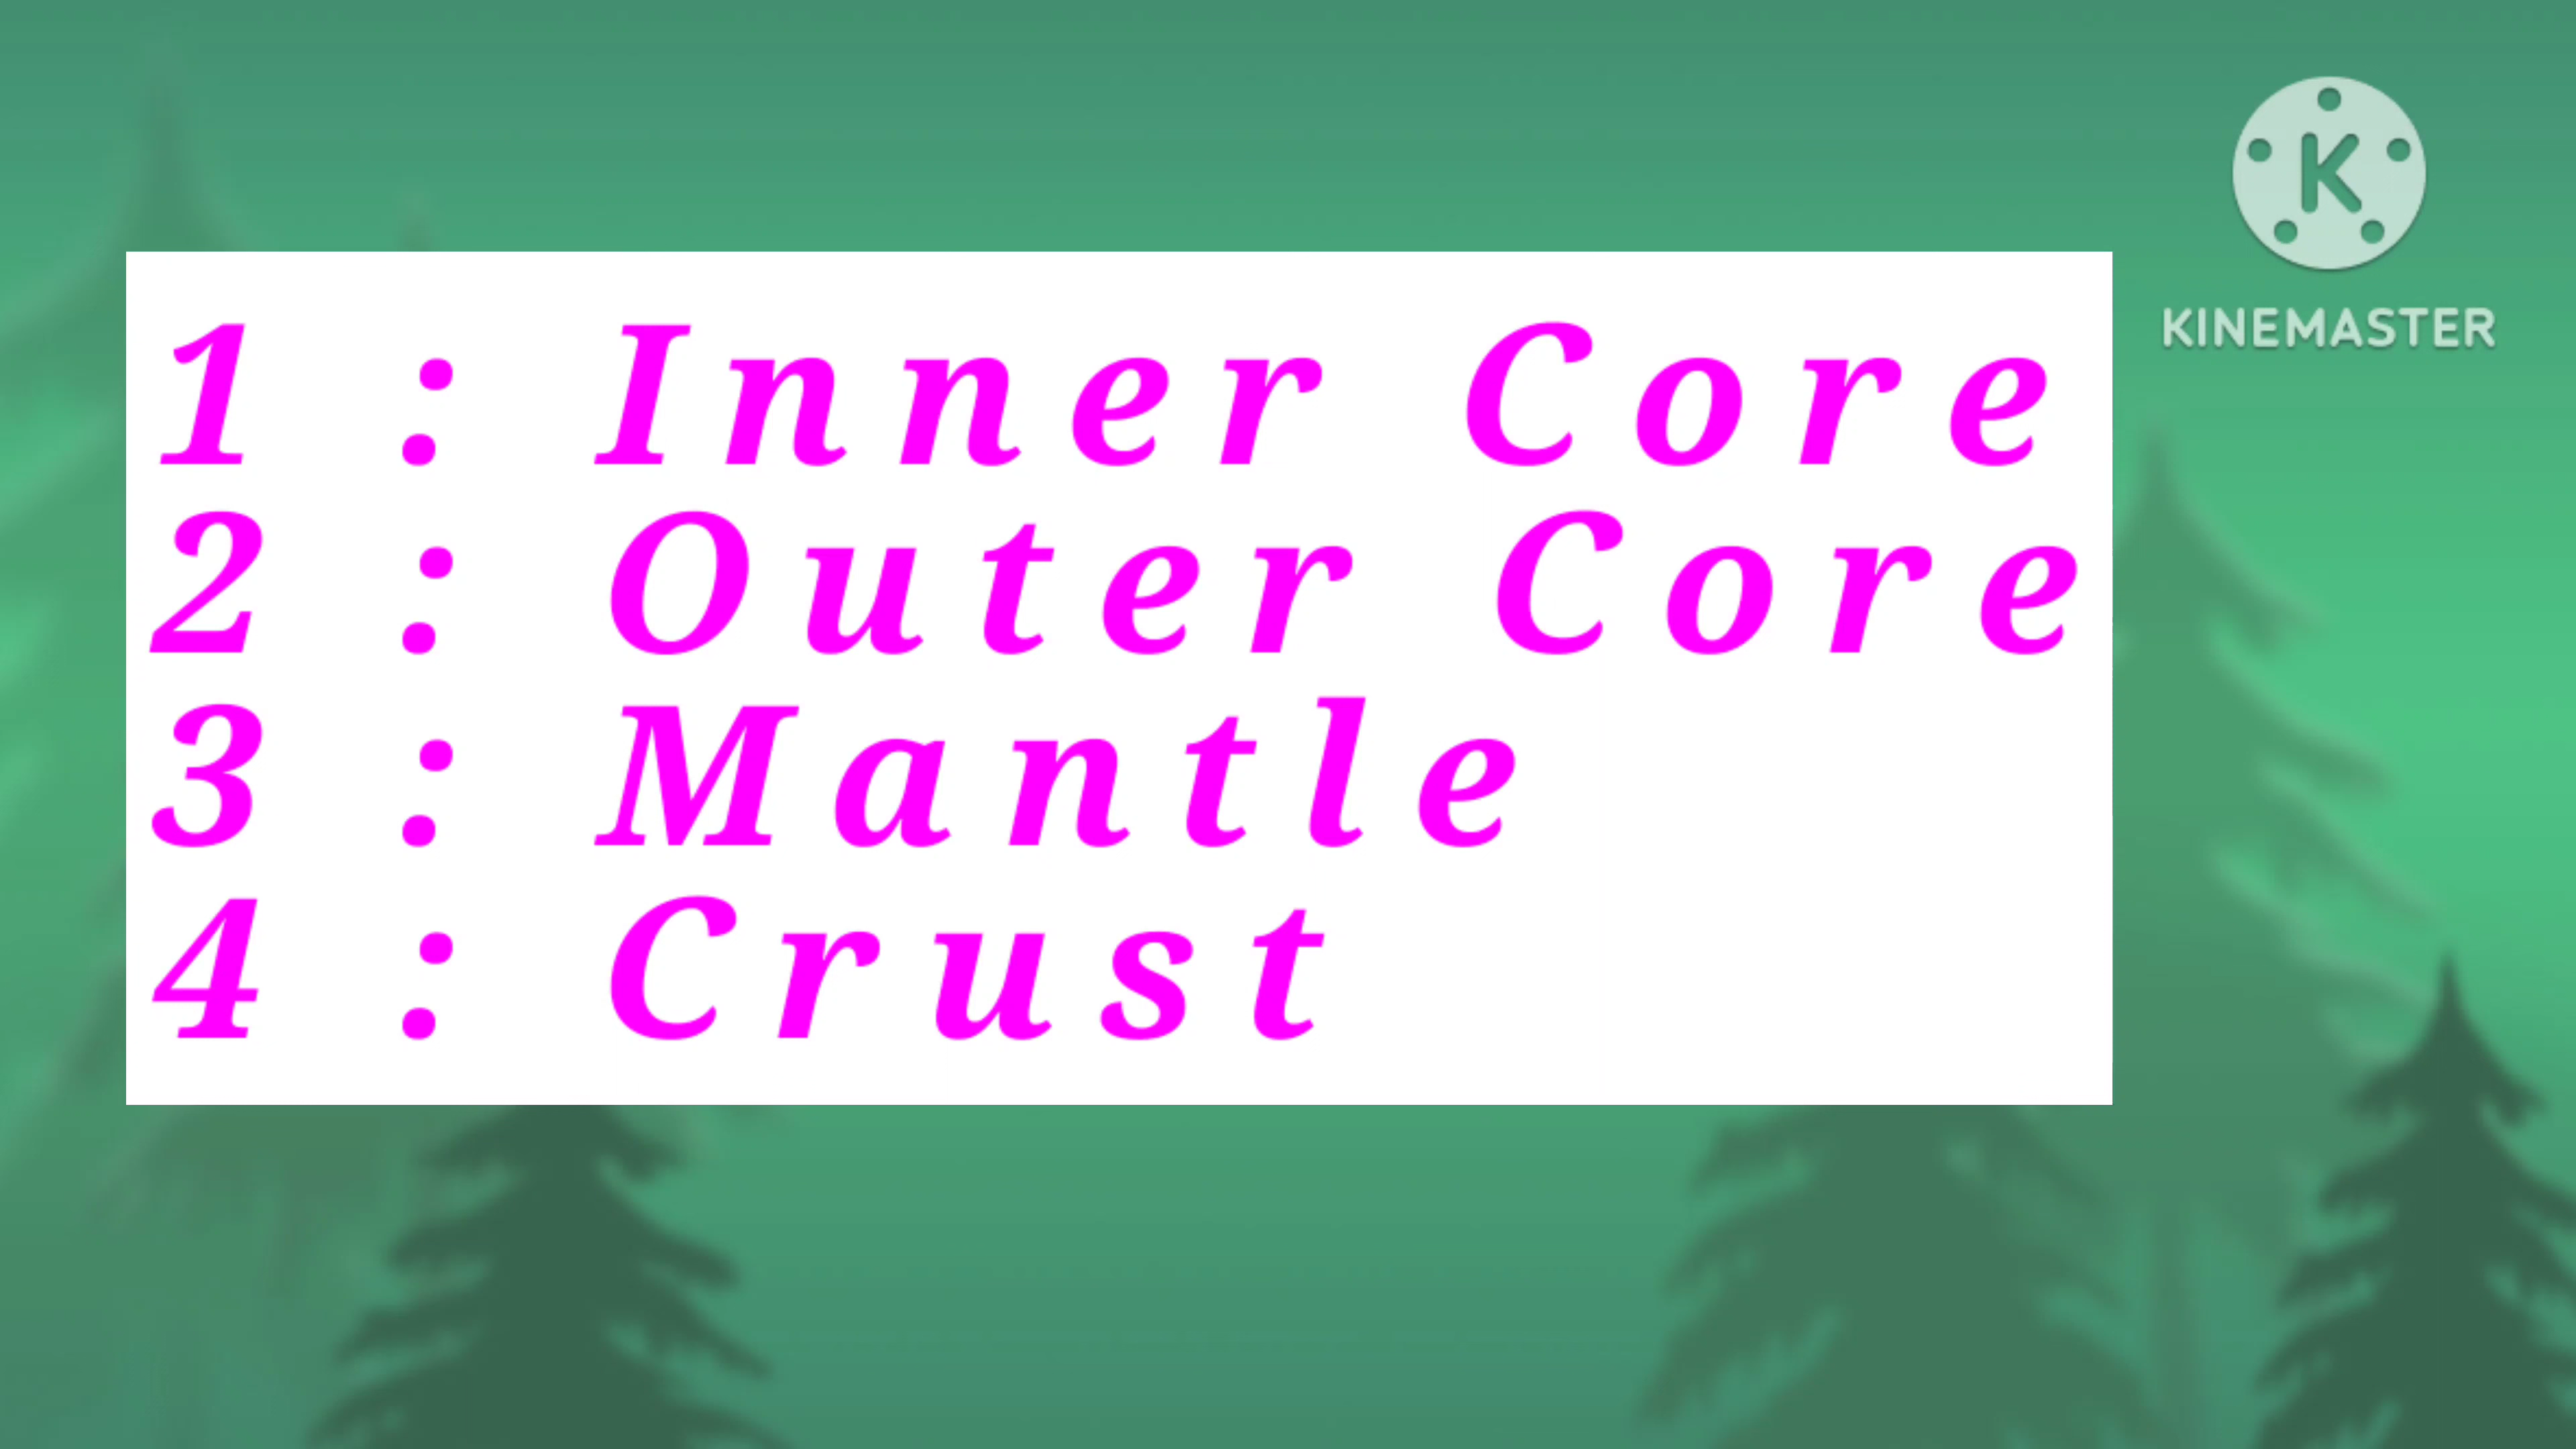 1 : Inner Core
2 : Outer Core
3 : Mantle
4 : Crust
K
KINEMASTER